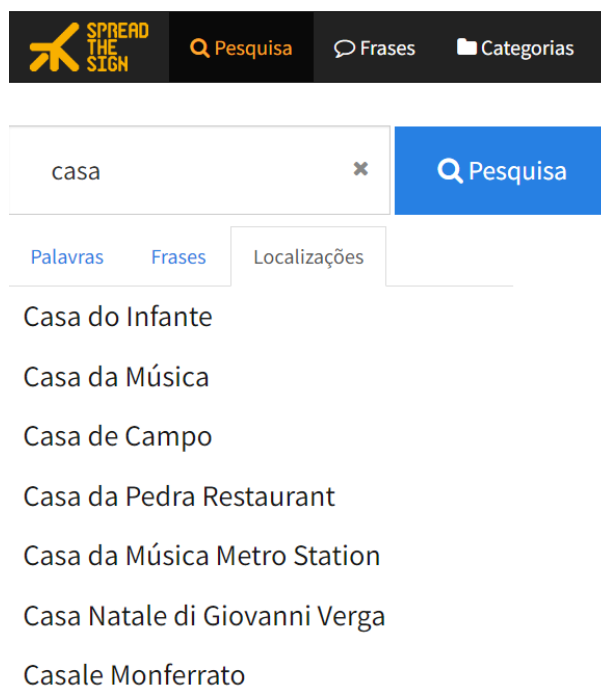 SPREAD
THE
SIGN
Pesquisa Frases Categorias
casa Pesquisa
Palavras Frases Localizações
Casa do Infante
Casa da Música
Casa de Campo
Casa da Pedra Restaurant
Casa da Música Metro Station
Casa Natale di Giovanni Verga
Casale Monferrato